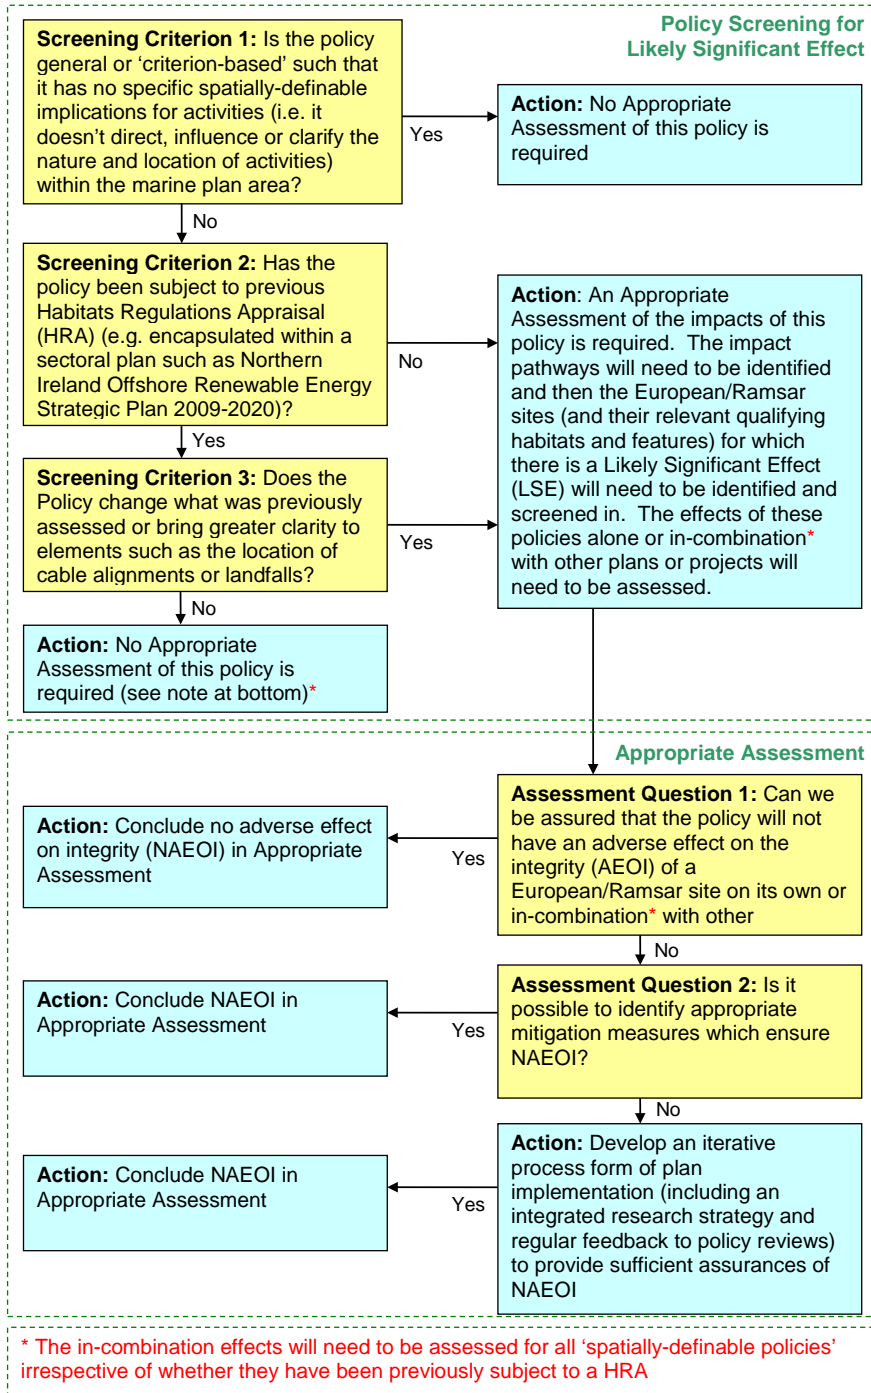 Policy Screening for
Likely Significant Effect
Screening Criterion 1: Is the policy
general or ‘criterion-based’ such that
it has no specific spatially-definable
implications for activities (i.e. it
doesn’t direct, influence or clarify the
nature and location of activities)
within the marine plan area?
Yes
Action: No Appropriate
Assessment of this policy is
required
No
Screening Criterion 2: Has the
policy been subject to previous
Habitats Regulations Appraisal
(HRA) (e.g. encapsulated within a
sectoral plan such as Northern
Ireland Offshore Renewable Energy
Strategic Plan 2009-2020)?
No
Action: An Appropriate
Assessment of the impacts of this
policy is required. The impact
pathways will need to be identified
and then the European/Ramsar
sites (and their relevant qualifying
habitats and features) for which
there is a Likely Significant Effect
(LSE) will need to be identified and
screened in. The effects of these
policies alone or in-combination*
with other plans or projects will
need to be assessed.
Yes
Screening Criterion 3: Does the
Policy change what was previously
assessed or bring greater clarity to
elements such as the location of
cable alignments or landfalls?
Yes
No
Action: No Appropriate
Assessment of this policy is
required (see note at bottom)*
Appropriate Assessment
Assessment Question 1: Can we
be assured that the policy will not
have an adverse effect on the
integrity (AEOI) of a
European/Ramsar site on its own or
in-combination* with other
Yes
Action: Conclude no adverse effect
on integrity (NAEOI) in Appropriate
Assessment
No
Assessment Question 2: Is it
possible to identify appropriate
mitigation measures which ensure
NAEOI?
Yes
Action: Conclude NAEOI in
Appropriate Assessment
No
Action: Develop an iterative
process form of plan
implementation (including an
integrated research strategy and
regular feedback to policy reviews)
to provide sufficient assurances of
NAEOI
Yes
Action: Conclude NAEOI in
Appropriate Assessment
* The in-combination effects will need to be assessed for all ‘spatially-definable policies’
irrespective of whether they have been previously subject to a HRA